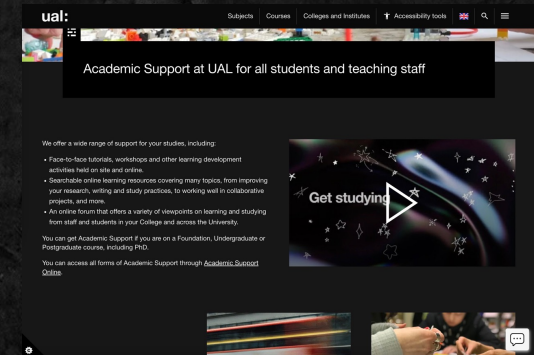 ual:
Subjects
Courses
Colleges and Institutes
Accessibility tools
Academic Support at UAL for all students and teaching staff
We offer a wide range of support for your studies, including:
• Face-to-face tutorials, workshops and other learning development
activities held on site and online.
• Searchable online learning resources covering many topics, from improving
your research, writing and study practices, to working well in collaborative
projects, and more.
• An online forum that offers a variety of viewpoints on learning and studying
from staff and students in your College and across the University.
You can get Academic Support if you are on a Foundation, Undergraduate or
Postgraduate course, including PhD.
You can access all forms of Academic Support through Academic Support
Online.
Get studying